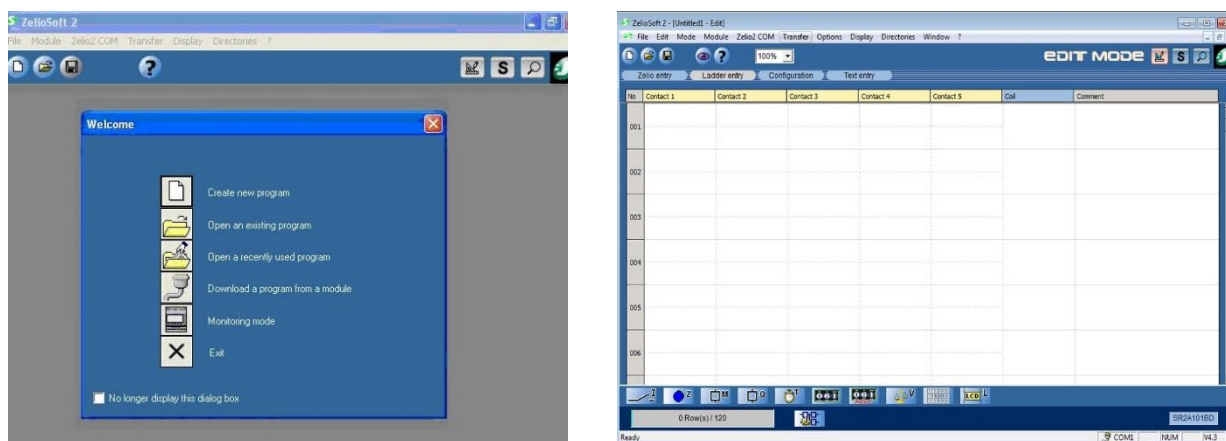 ZelioSoft 2
File Module Zelio2 COM Transfer Display Directories ?
S
Welcome
Create new program
Open an existing program
Open a recently used program
Download a program from a module
Monitoring mode
Exit
No longer display this dialog box
ZelioSoft 2 - [Untitled1 - Edit]
File Edit Mode Module Zelio2 COM Transfer Options Display Directories Window ?
100%
EDIT MODE
S
Zelio entry Ladder entry Configuration Text entry
No Contact 1 Contact 2 Contact 3 Contact 4 Contact 5 Coil Comment
001
002
003
004
005
006
I Z M Q T V LCD L
0 Row(s) / 120
SR2A101BD
Ready COM1 NUM V4.3